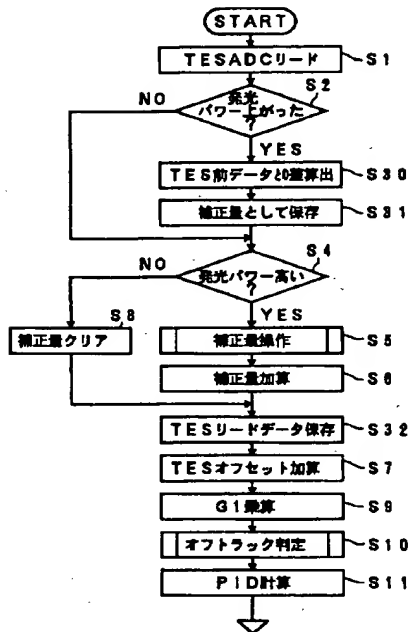 START
TESADCリード
S1
S2
NO
発光
パワー上がった
?
YES
TES前データとの差算出
S30
補正量として保存
S31
S4
NO
発光パワー高い
?
YES
S8
補正量クリア
補正量操作
S5
補正量加算
S6
TESリードデータ保存
S32
TESオフセット加算
S7
G1乗算
S9
オフトラック判定
S10
PID計算
S11